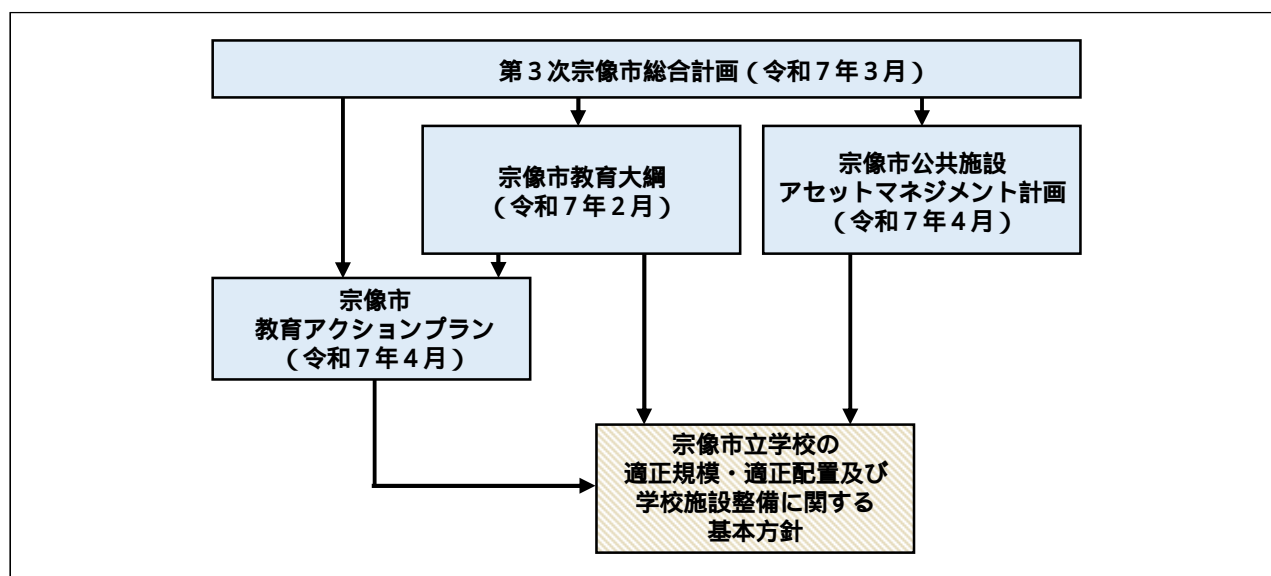 第３次宗像市総合計画（令和７年３月）
宗像市教育大綱
（令和７年２月）
宗像市公共施設
アセットマネジメント計画
（令和７年４月）
宗像市
教育アクションプラン
（令和７年４月）
宗像市立学校の
適正規模・適正配置及び
学校施設整備に関する
基本方針